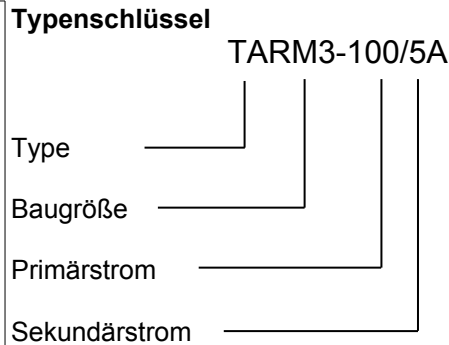 Typenschlüssel
TARM3-100/5A
Type
Baugröße
Primärstrom
Sekundärstrom